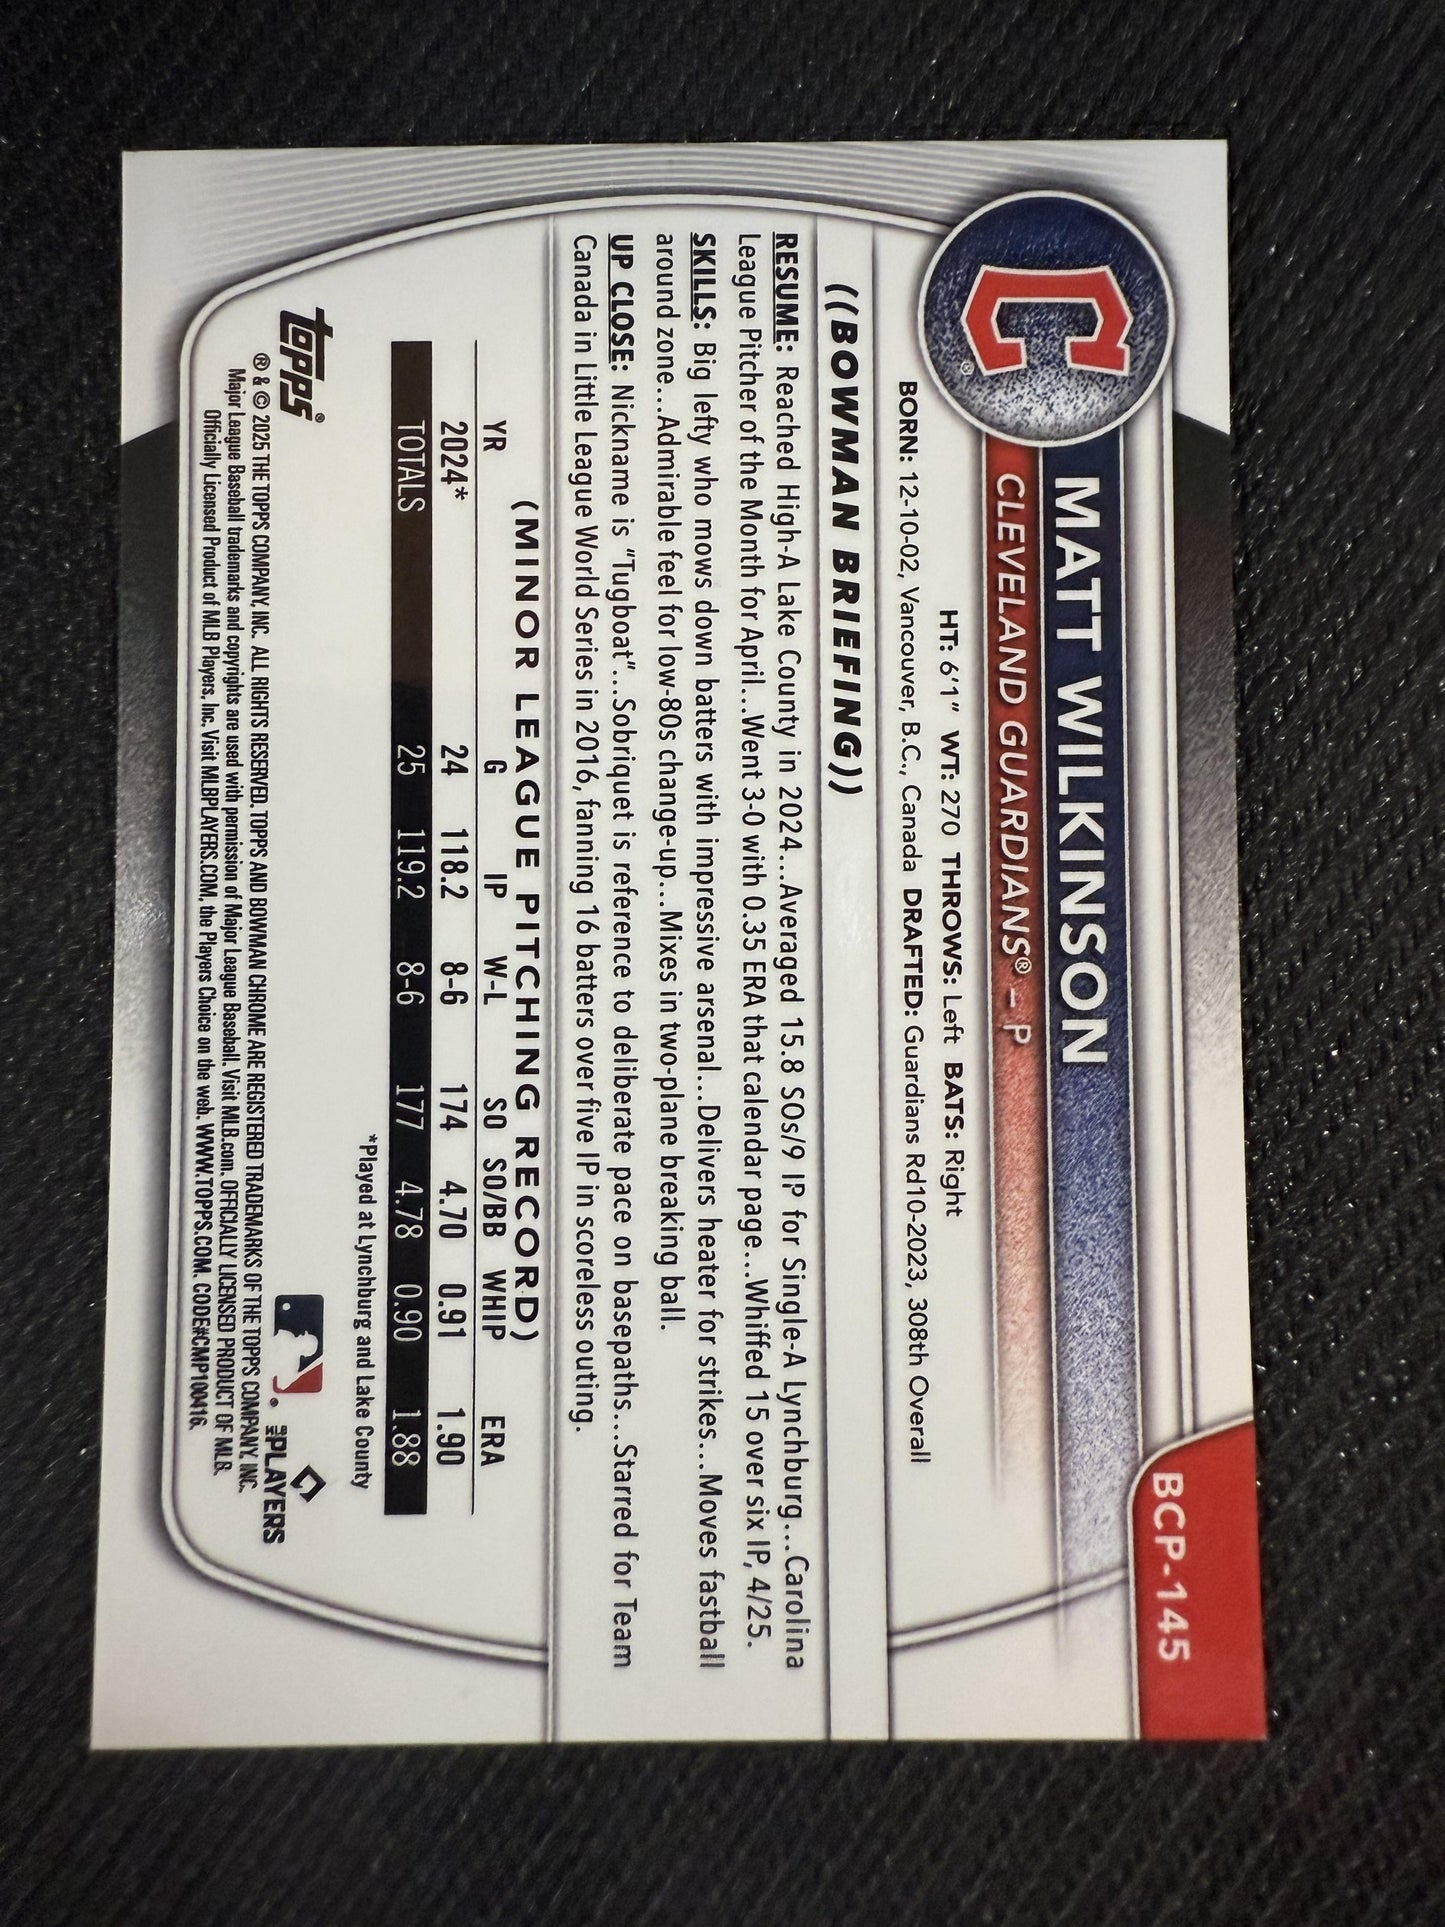 BCP-145
C®
MATT WILKINSON
CLEVELAND GUARDIANS® – P
HT: 6'1" WT: 270 THROWS: Left BATS: Right
BORN: 12-10-02, Vancouver, B.C., Canada DRAFTED: Guardians Rd10-2023, 308th Overall
((BOWMAN BRIEFING))
RESUME: Reached High-A Lake County in 2024...Averaged 15.8 SOs/9 IP for Single-A Lynchburg...Carolina
League Pitcher of the Month for April...Went 3-0 with 0.35 ERA that calendar page...Whiffed 15 over six IP, 4/25.
SKILLS: Big lefty who mows down batters with impressive arsenal...Delivers heater for strikes...Moves fastball
around zone...Admirable feel for low-80s change-up...Mixes in two-plane breaking ball.
UP CLOSE: Nickname is "Tugboat"...Sobriquet is reference to deliberate pace on basepaths...Starred for Team
Canada in Little League World Series in 2016, fanning 16 batters over five IP in scoreless outing.
(MINOR LEAGUE PITCHING RECORD)
YR G IP W-L SO SO/BB WHIP ERA
2024* 24 118.2 8-6 174 4.70 0.91 1.90
TOTALS 25 119.2 8-6 177 4.78 0.90 1.88
*Played at Lynchburg and Lake County
topps®
MLB PLAYERS
® & © 2025 THE TOPPS COMPANY, INC. ALL RIGHTS RESERVED. TOPPS AND BOWMAN CHROME ARE REGISTERED TRADEMARKS OF THE TOPPS COMPANY, INC.
Major League Baseball trademarks and copyrights are used with permission of Major League Baseball. Visit MLB.com. OFFICIALLY LICENSED PRODUCT OF MLB.
Officially Licensed Product of MLB Players, Inc. Visit MLBPLAYERS.COM, the Players Choice on the web. WWW.TOPPS.COM. CODE#CMP100416.